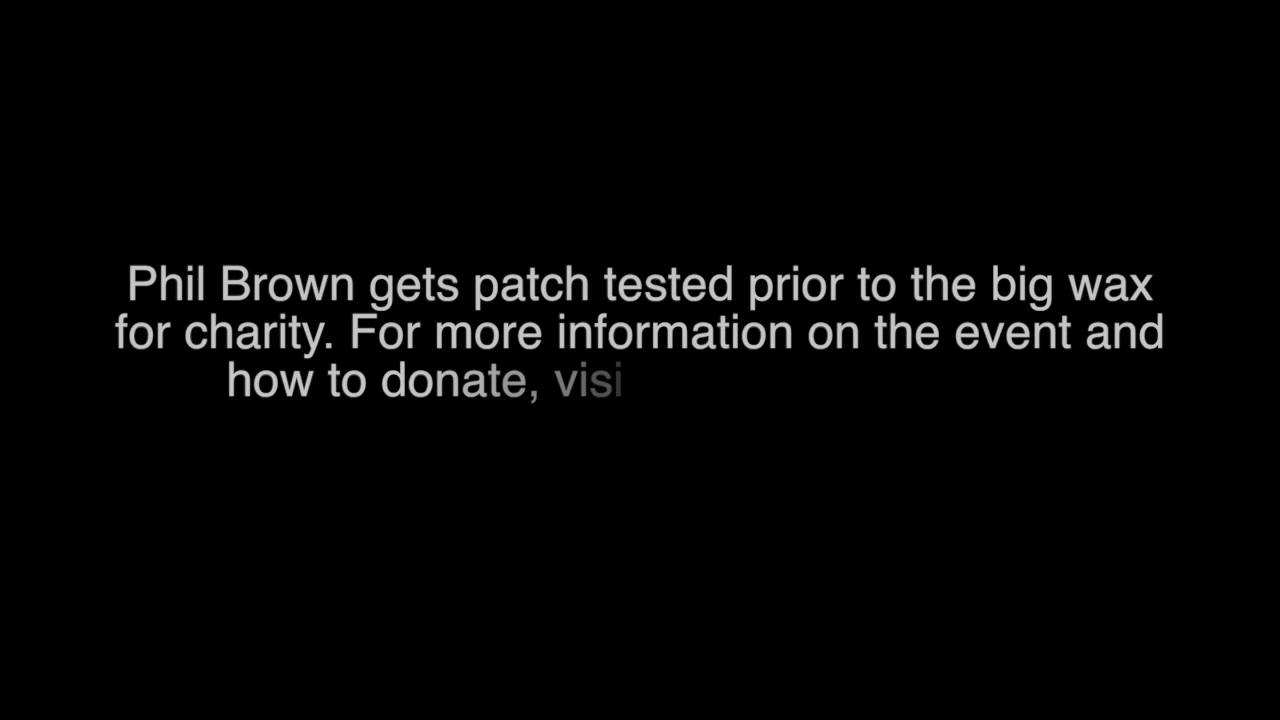 Phil Brown gets patch tested prior to the big wax
for charity. For more information on the event and
how to donate, visi